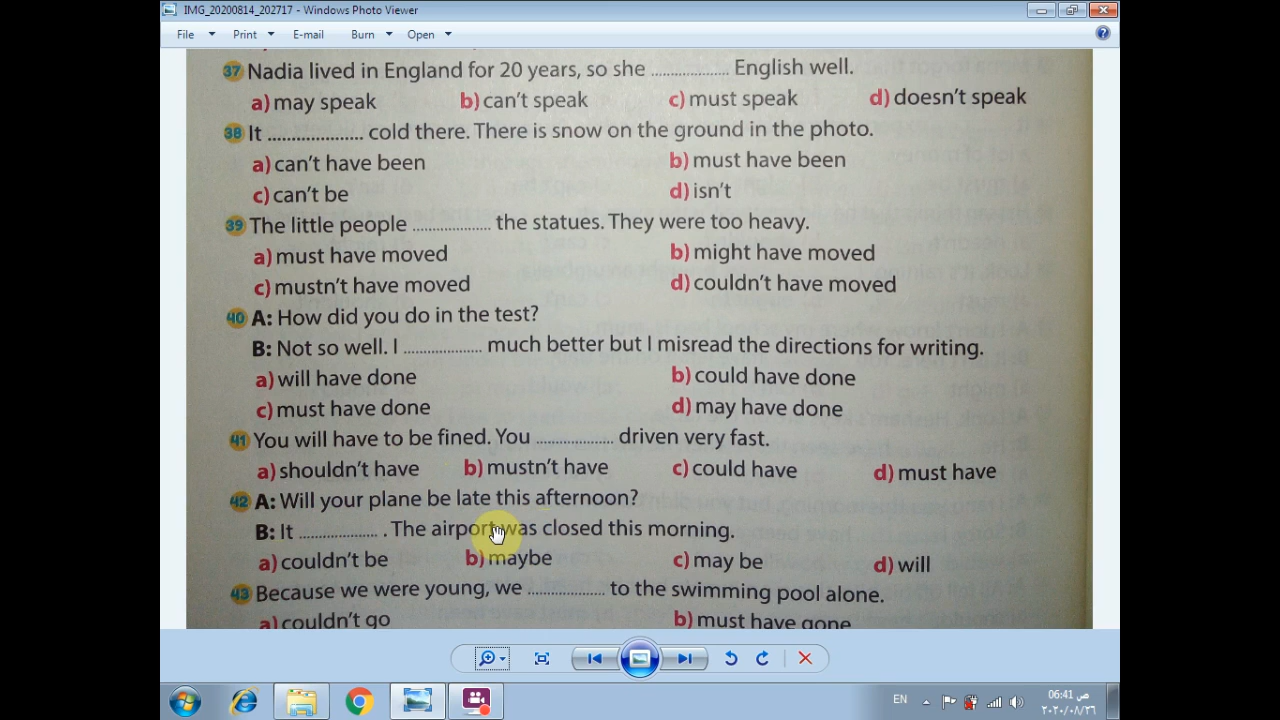 IMG_20200814_202717 - Windows Photo Viewer
File Print E-mail Burn Open
37 Nadia lived in England for 20 years, so she .................. English well.
a) may speak b) can't speak c) must speak d) doesn't speak
38 It ...................... cold there. There is snow on the ground in the photo.
a) can't have been b) must have been
c) can't be d) isn't
39 The little people .................. the statues. They were too heavy.
a) must have moved b) might have moved
c) mustn't have moved d) couldn't have moved
40 A: How did you do in the test?
B: Not so well. I .................. much better but I misread the directions for writing.
a) will have done b) could have done
c) must have done d) may have done
41 You will have to be fined. You .................. driven very fast.
a) shouldn't have b) mustn't have c) could have d) must have
42 A: Will your plane be late this afternoon?
B: It .................. . The airport was closed this morning.
a) couldn't be b) maybe c) may be d) will
43 Because we were young, we .................. to the swimming pool alone.
a) couldn't go b) must have gone
EN
06:41 ص
٢٠٢٠/٠٨/٢٦